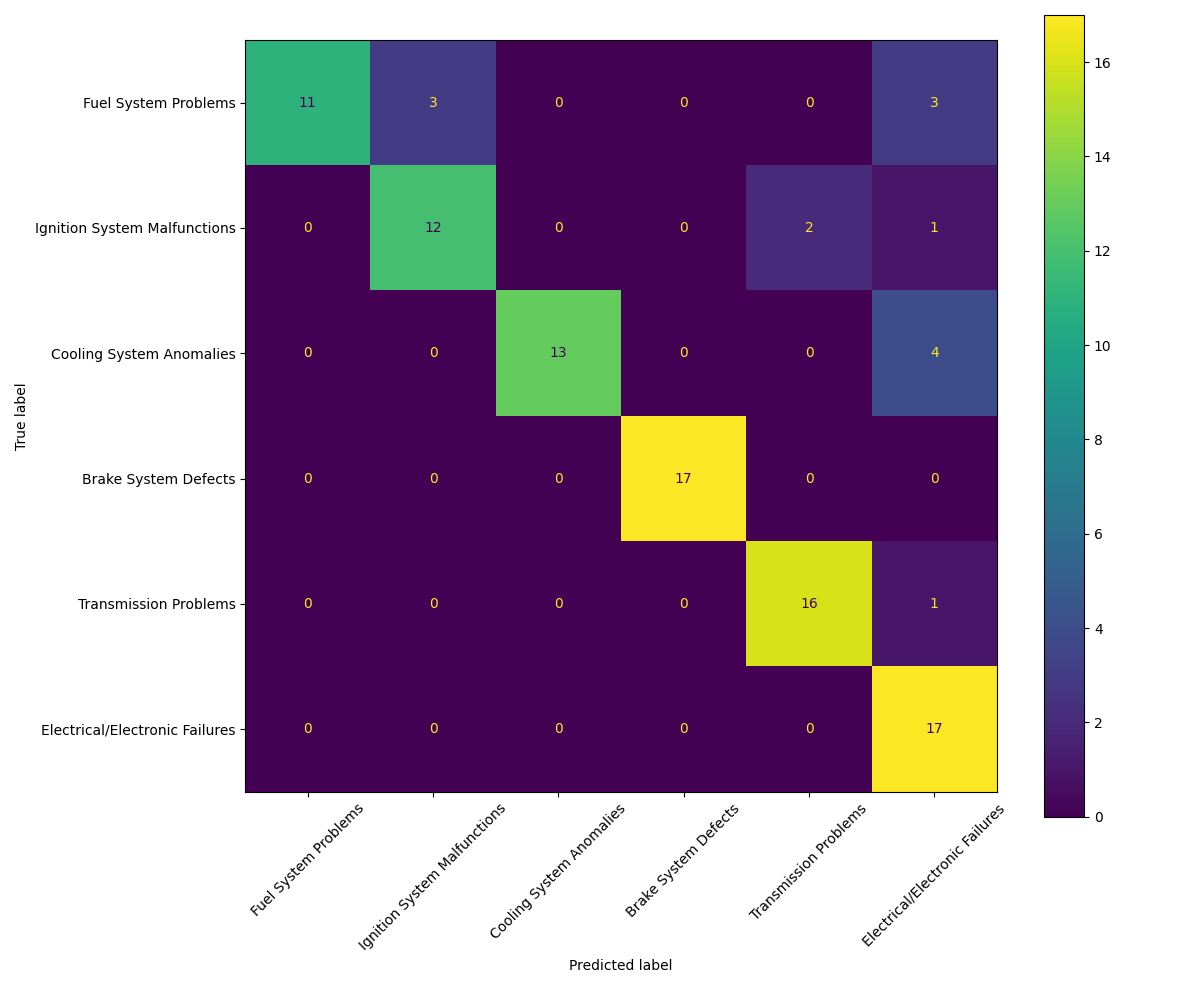 Fuel System Problems 11 3 0 0 0 3
Ignition System Malfunctions 0 12 0 0 2 1
Cooling System Anomalies 0 0 13 0 0 4
Brake System Defects 0 0 0 17 0 0
Transmission Problems 0 0 0 0 16 1
Electrical/Electronic Failures 0 0 0 0 0 17
True label
Fuel System Problems
Ignition System Malfunctions
Cooling System Anomalies
Brake System Defects
Transmission Problems
Electrical/Electronic Failures
Predicted label
16
14
12
10
8
6
4
2
0